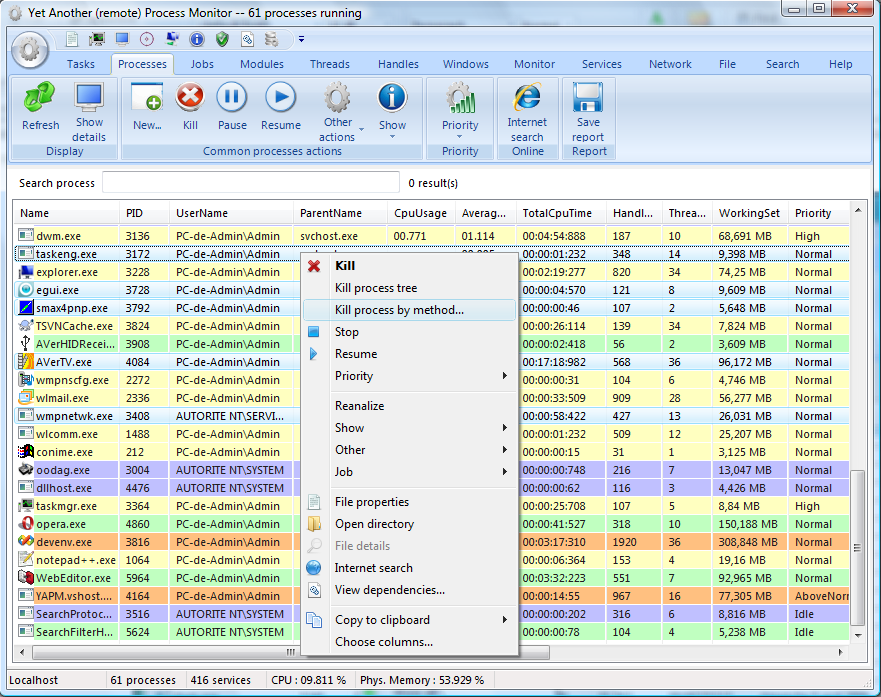 Yet Another (remote) Process Monitor -- 61 processes running
Tasks Processes Jobs Modules Threads Handles Windows Monitor Services Network File Search Help
Refresh Show details New... Kill Pause Resume Other actions Show Priority Internet search Save report
Display Common processes actions Priority Online Report
Search process 0 result(s)
Name PID UserName ParentName CpuUsage Averag... TotalCpuTime Handl... Threa... WorkingSet Priority
dwm.exe 3136 PC-de-Admin\Admin svchost.exe 00.771 01.114 00:04:54:888 187 10 68,691 MB High
taskeng.exe 3172 PC-de-Admin\Admin 00:00:01:232 348 14 9,398 MB Normal
explorer.exe 3228 PC-de-Admin\Admin 00:02:19:277 820 34 74,25 MB Normal
egui.exe 3728 PC-de-Admin\Admin 00:00:04:570 121 8 9,609 MB Normal
smax4pnp.exe 3792 PC-de-Admin\Admin 00:00:00:46 107 2 5,648 MB Normal
TSVNCache.exe 3824 PC-de-Admin\Admin 00:00:26:114 139 34 7,824 MB Normal
AVerHIDRecei... 3908 PC-de-Admin\Admin 00:00:02:418 56 2 3,609 MB Normal
AVerTV.exe 4084 PC-de-Admin\Admin 00:17:18:982 568 36 96,172 MB Normal
wmpnscfg.exe 2272 PC-de-Admin\Admin 00:00:00:31 104 6 4,746 MB Normal
wlmail.exe 2336 PC-de-Admin\Admin 00:00:33:509 909 28 56,277 MB Normal
wmpnetwk.exe 3408 AUTORITE NT\SERVI... 00:00:58:422 427 13 26,031 MB Normal
wlcomm.exe 1488 PC-de-Admin\Admin 00:00:01:232 509 12 25,207 MB Normal
conime.exe 212 PC-de-Admin\Admin 00:00:00:15 31 1 3,125 MB Normal
oodag.exe 3004 AUTORITE NT\SYSTEM 00:00:00:748 216 7 13,047 MB Normal
dllhost.exe 4476 AUTORITE NT\SYSTEM 00:00:00:62 116 3 4,426 MB Normal
taskmgr.exe 3364 PC-de-Admin\Admin 00:00:25:708 107 5 8,84 MB High
opera.exe 4860 PC-de-Admin\Admin 00:00:41:527 318 10 150,188 MB Normal
devenv.exe 3816 PC-de-Admin\Admin 00:03:17:310 1920 36 308,848 MB Normal
notepad++.exe 1064 PC-de-Admin\Admin 00:00:06:364 153 4 19,16 MB Normal
WebEditor.exe 5964 PC-de-Admin\Admin 00:03:32:223 551 7 92,965 MB Normal
YAPM.vshost.... 4164 PC-de-Admin\Admin 00:00:14:55 967 16 77,305 MB AboveNorr
SearchProtoc... 3516 AUTORITE NT\SYSTEM 00:00:00:202 316 6 8,816 MB Idle
SearchFilterH... 5624 AUTORITE NT\SYSTEM 00:00:00:78 104 4 5,238 MB Idle
Kill
Kill process tree
Kill process by method...
Stop
Resume
Priority
Reanalize
Show
Other
Job
File properties
Open directory
File details
Internet search
View dependencies...
Copy to clipboard
Choose columns...
Localhost 61 processes 416 services CPU : 09.811 % Phys. Memory : 53.929 %